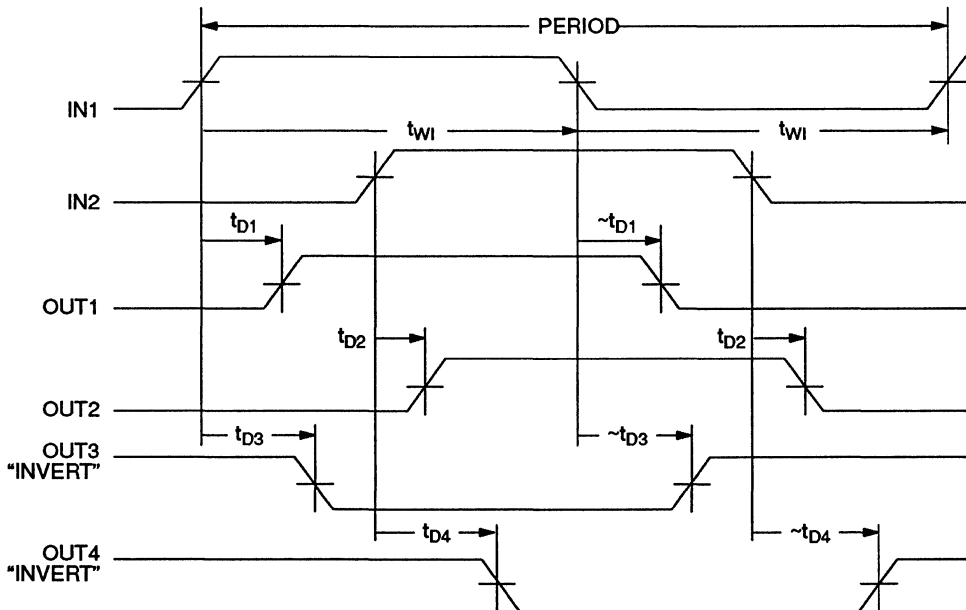 PERIOD
IN1
tWI tWI
IN2
tD1 ~tD1
OUT1
tD2 tD2
OUT2
tD3 ~tD3
OUT3
“INVERT”
tD4 ~tD4
OUT4
“INVERT”